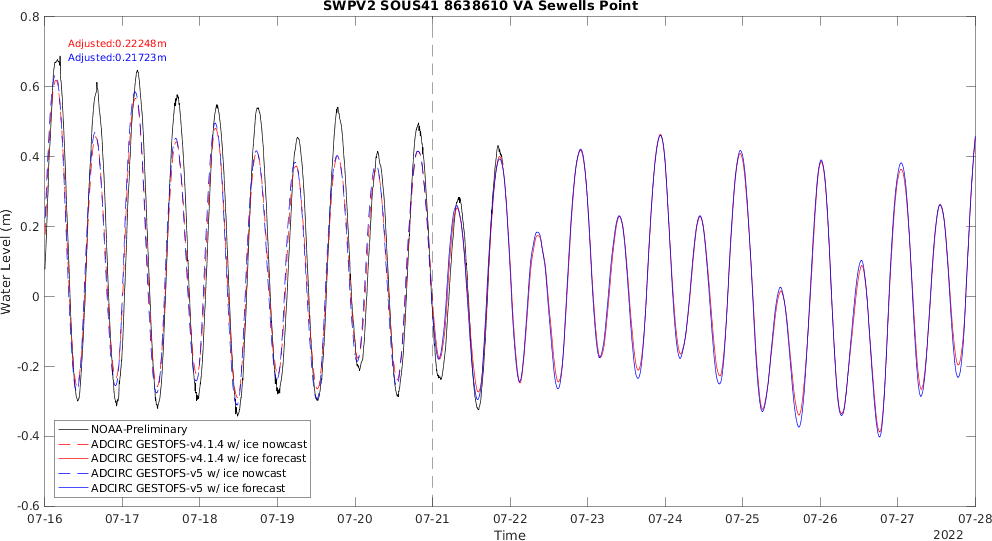 SWPV2 SOUS41 8638610 VA Sewells Point
Adjusted:0.22248m
Adjusted:0.21723m
Water Level (m)
0.8
0.6
0.4
0.2
0
-0.2
-0.4
-0.6
NOAA-Preliminary
ADCIRC GESTOFS-v4.1.4 w/ ice nowcast
ADCIRC GESTOFS-v4.1.4 w/ ice forecast
ADCIRC GESTOFS-v5 w/ ice nowcast
ADCIRC GESTOFS-v5 w/ ice forecast
07-16 07-17 07-18 07-19 07-20 07-21 07-22 07-23 07-24 07-25 07-26 07-27 07-28
Time
2022